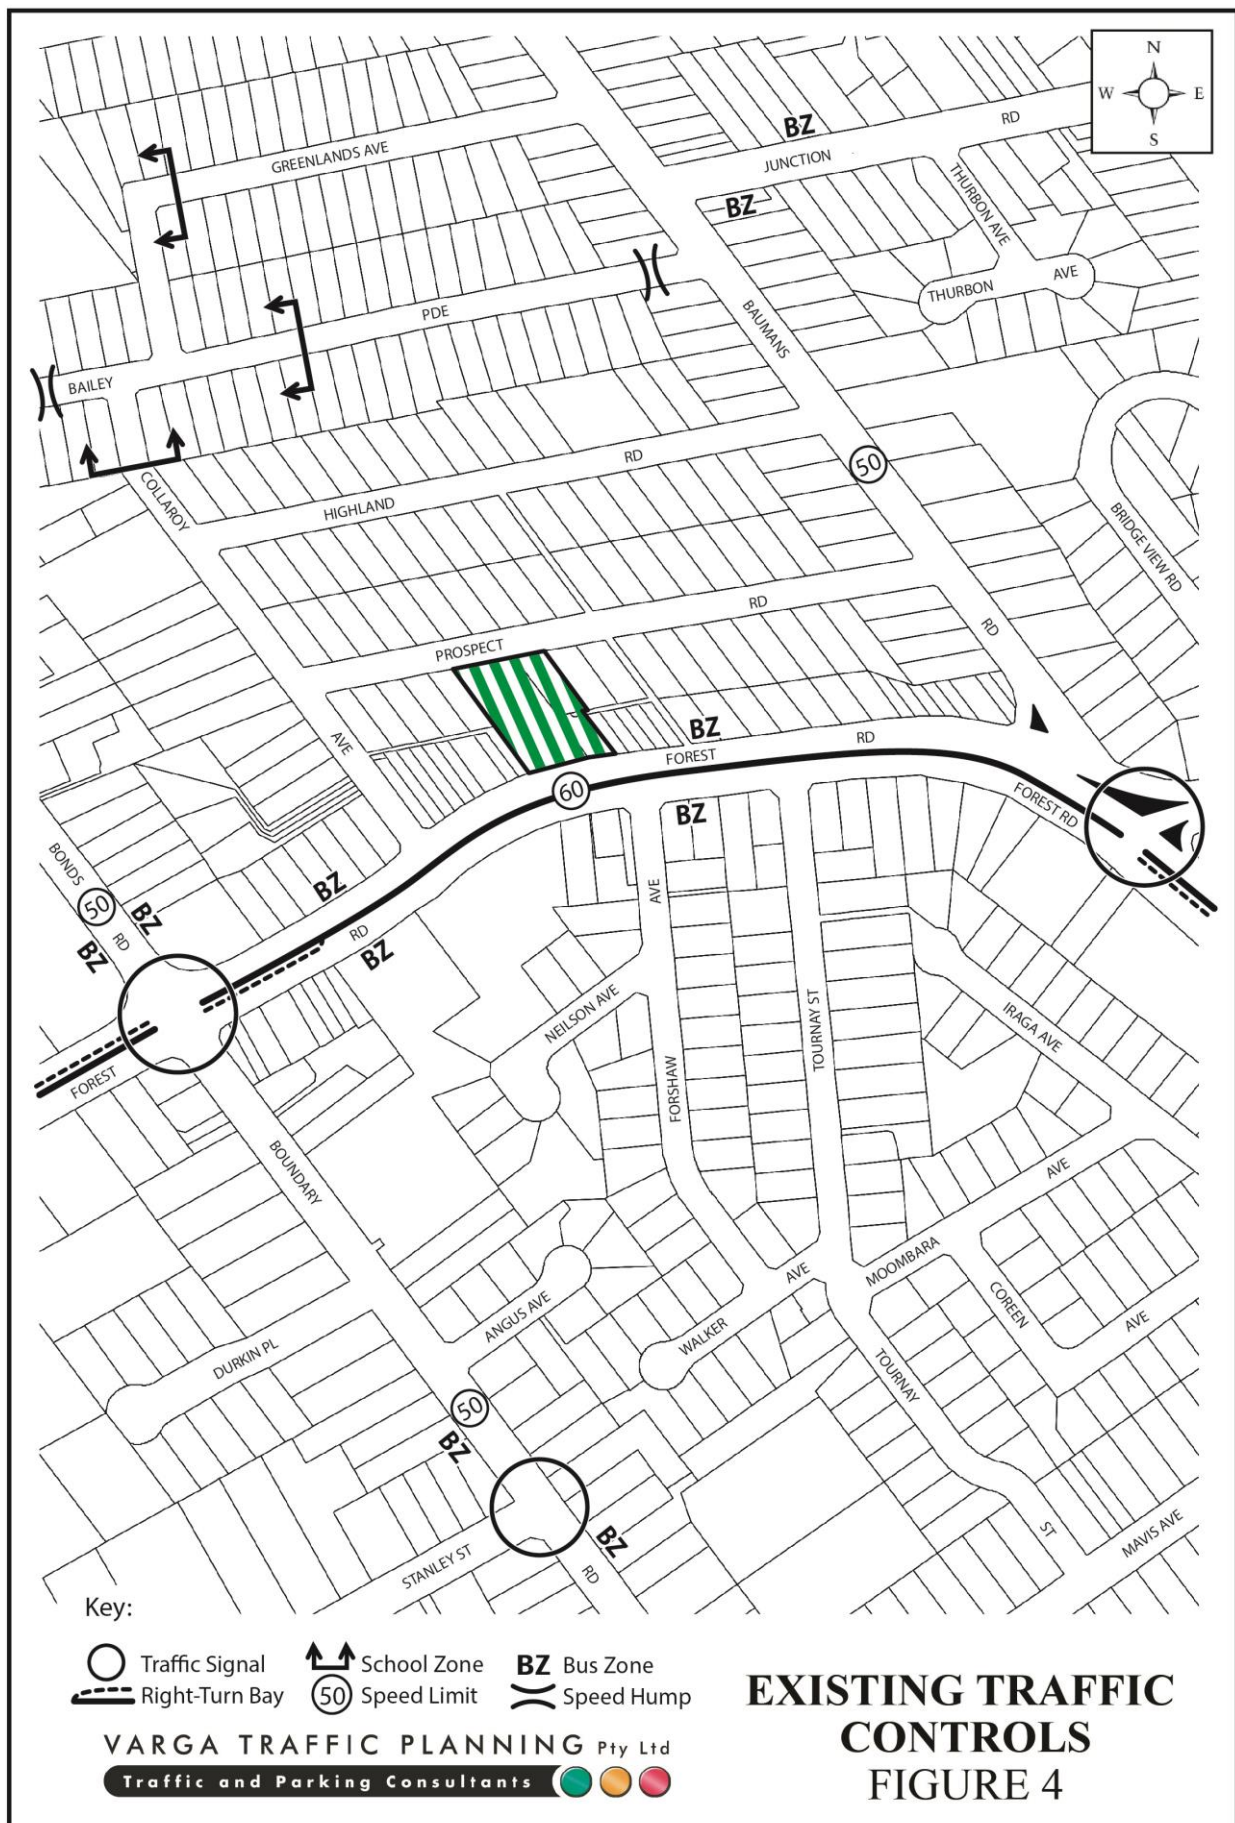 N
W E
S
BZ
RD
JUNCTION
GREENLANDS AVE
THURBON AVE
BZ
AVE
THURBON
PDE
BAUMANS
BAILEY
RD
50
COLLAROY
HIGHLAND
BRIDGE VIEW RD
RD
RD
PROSPECT
BZ
RD
AVE
FOREST
60
FOREST RD
BZ
BONDS
BZ
AVE
50
BZ
RD
RD
BZ
BZ
NEILSON AVE
IRAGA AVE
TOURNAY ST
FOREST
FORSHAW
BOUNDARY
AVE
MOOMBARA
AVE
COREEN
ANGUS AVE
AVE
WALKER
DURKIN PL
TOURNAY
50
BZ
ST
MAVIS AVE
BZ
STANLEY ST
RD
Key:
Traffic Signal
School Zone
BZ Bus Zone
Right-Turn Bay
50 Speed Limit
Speed Hump
EXISTING TRAFFIC
CONTROLS
FIGURE 4
VARGA TRAFFIC PLANNING Pty Ltd
Traffic and Parking Consultants